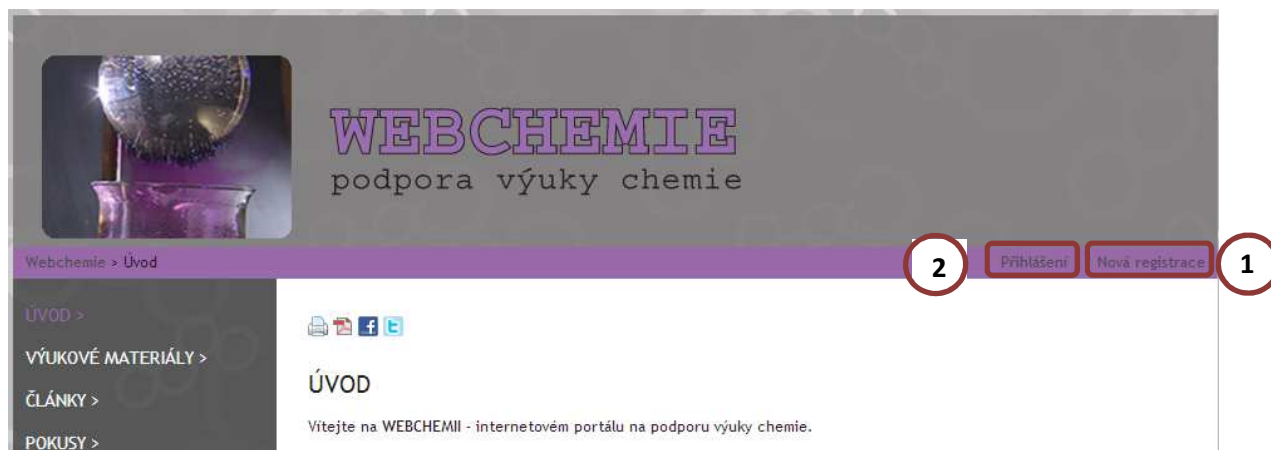 WEBCHEMIE
podpora výuky chemie
Webchemie > Úvod
2
Přihlášení
Nová registrace
1
ÚVOD >
VÝUKOVÉ MATERIÁLY >
ČLÁNKY >
POKUSY >
ÚVOD
Vítejte na WEBCHEMII - internetovém portálu na podporu výuky chemie.